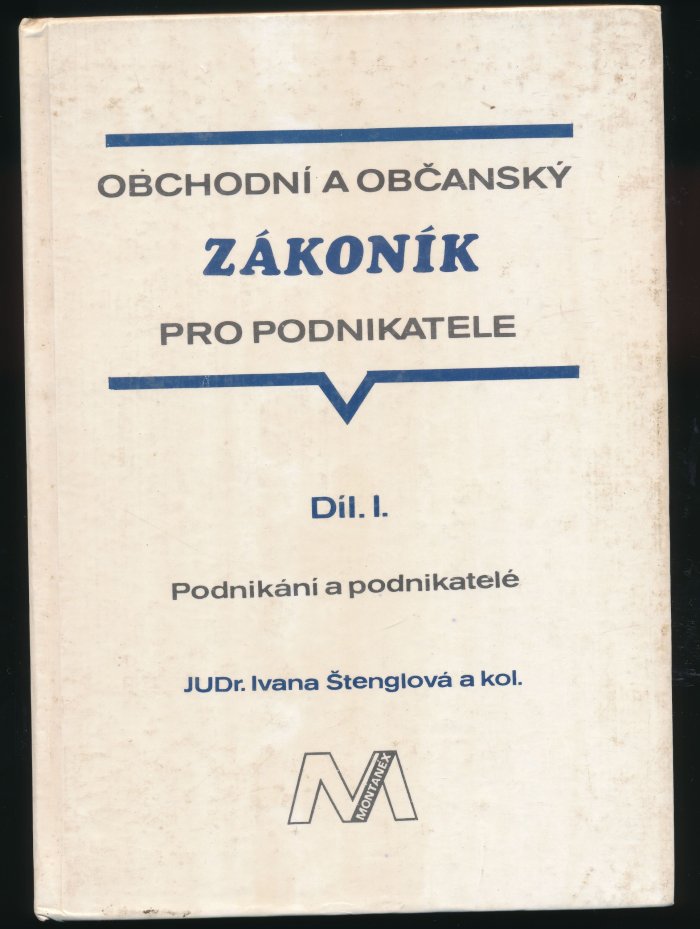 OBCHODNÍ A OBČANSKÝ
ZÁKONÍK
PRO PODNIKATELE
Díl. I.
Podnikání a podnikatelé
JUDr. Ivana Štenglová a kol.
MONTANEX